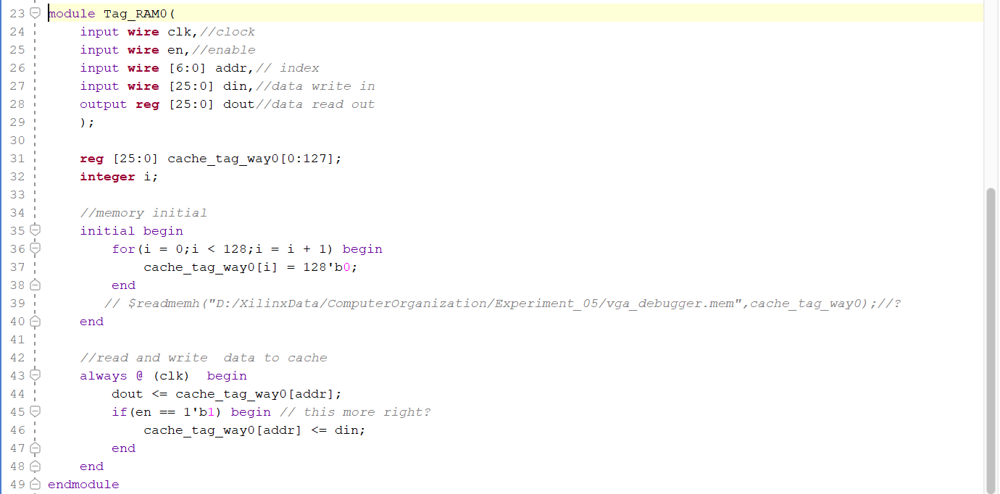 23 module Tag_RAM0(
24     input wire clk,//clock
25     input wire en,//enable
26     input wire [6:0] addr,// index
27     input wire [25:0] din,//data write in
28     output reg [25:0] dout//data read out
29     );
30
31     reg [25:0] cache_tag_way0[0:127];
32     integer i;
33
34     //memory initial
35     initial begin
36         for(i = 0;i < 128;i = i + 1) begin
37             cache_tag_way0[i] = 128'b0;
38         end
39        // $readmemh("D:/XilinxData/ComputerOrganization/Experiment_05/vga_debugger.mem",cache_tag_way0);//?
40     end
41
42     //read and write  data to cache
43     always @ (clk)  begin
44         dout <= cache_tag_way0[addr];
45         if(en == 1'b1) begin // this more right?
46             cache_tag_way0[addr] <= din;
47         end
48     end
49 endmodule